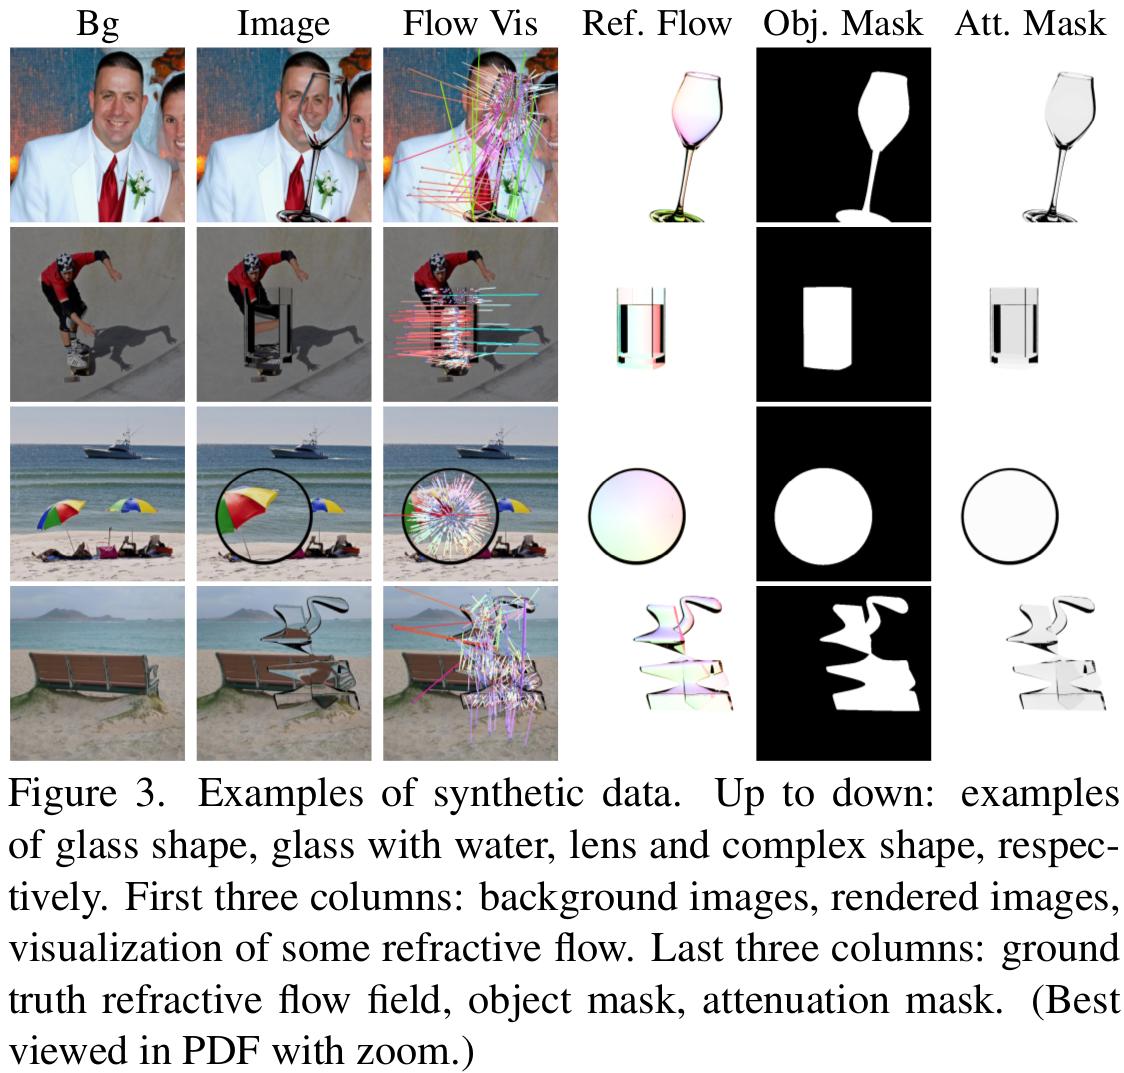 Bg Image Flow Vis Ref. Flow Obj. Mask Att. Mask
Figure 3. Examples of synthetic data. Up to down: examples
of glass shape, glass with water, lens and complex shape, respec-
tively. First three columns: background images, rendered images,
visualization of some refractive flow. Last three columns: ground
truth refractive flow field, object mask, attenuation mask. (Best
viewed in PDF with zoom.)